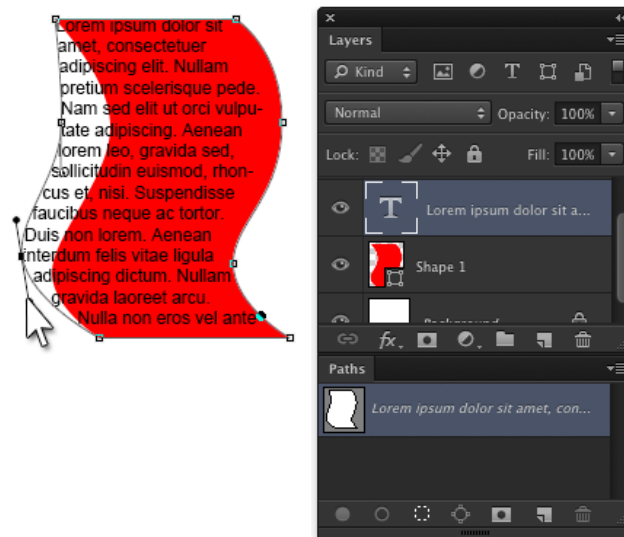 Lorem ipsum dolor sit
amet, consectetuer
adipiscing elit. Nullam
pretium scelerisque pede.
Nam sed elit ut orci vulpu-
tate adipiscing. Aenean
lorem leo, gravida sed,
sollicitudin euismod, rhon-
cus et, nisi. Suspendisse
faucibus neque ac tortor.
Duis non lorem. Aenean
interdum felis vitae ligula
adipiscing dictum. Nullam
gravida laoreet arcu.
Nulla non eros vel ante
Layers
Kind T
Normal Opacity: 100%
Lock: Fill: 100%
T Lorem ipsum dolor sit a...
Shape 1
Background
fx.
Paths
Lorem ipsum dolor sit amet, con...